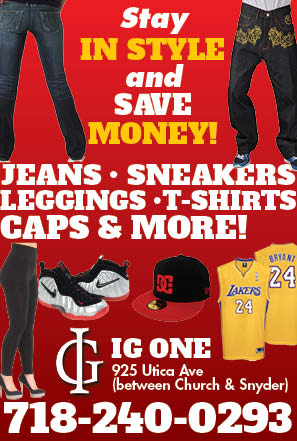 Stay
IN STYLE
and
SAVE
MONEY!
JEANS · SNEAKERS
LEGGINGS · T-SHIRTS
CAPS & MORE!
DC
LAKERS
24
BRYANT
24
IG
IG ONE
925 Utica Ave
(between Church & Snyder)
718-240-0293